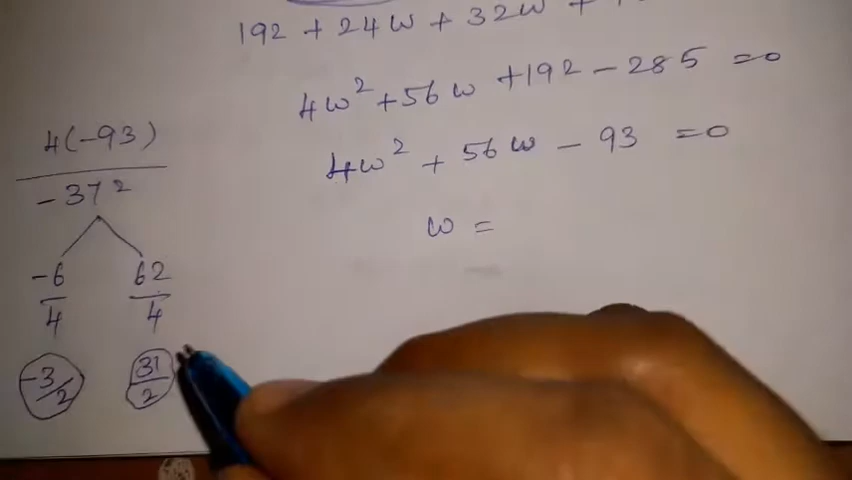 192 + 24w + 32w +
4w² + 56w + 192 - 285 = 0
4w² + 56w - 93 = 0
w =
4(-93)
-372
-6/4 62/4
-3/2 31/2